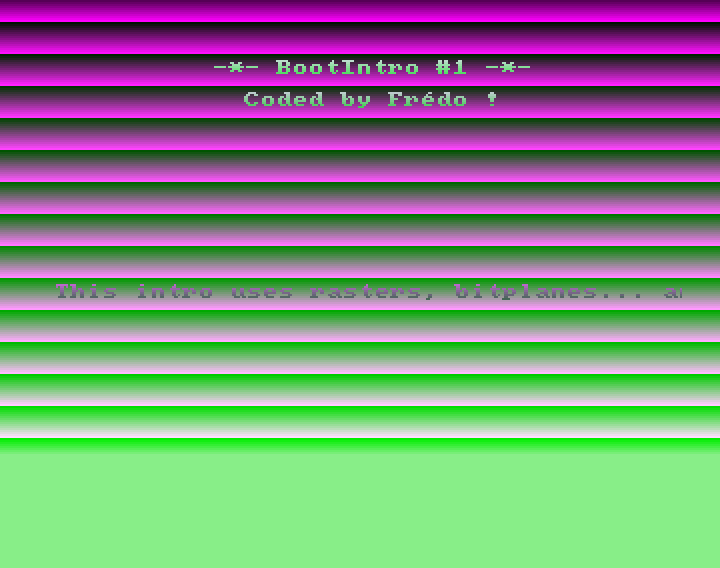 -*- BootIntro #1 -*-
Coded by Frédo !
This intro uses rasters, bitplanes... a